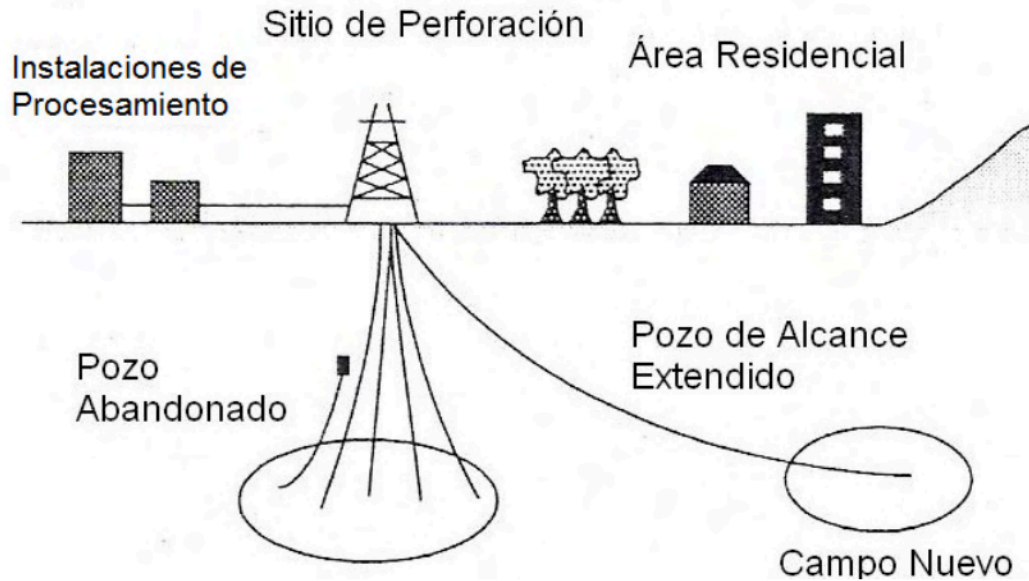 Sitio de Perforación
Instalaciones de
Procesamiento
Área Residencial
Pozo
Abandonado
Pozo de Alcance
Extendido
Campo Nuevo